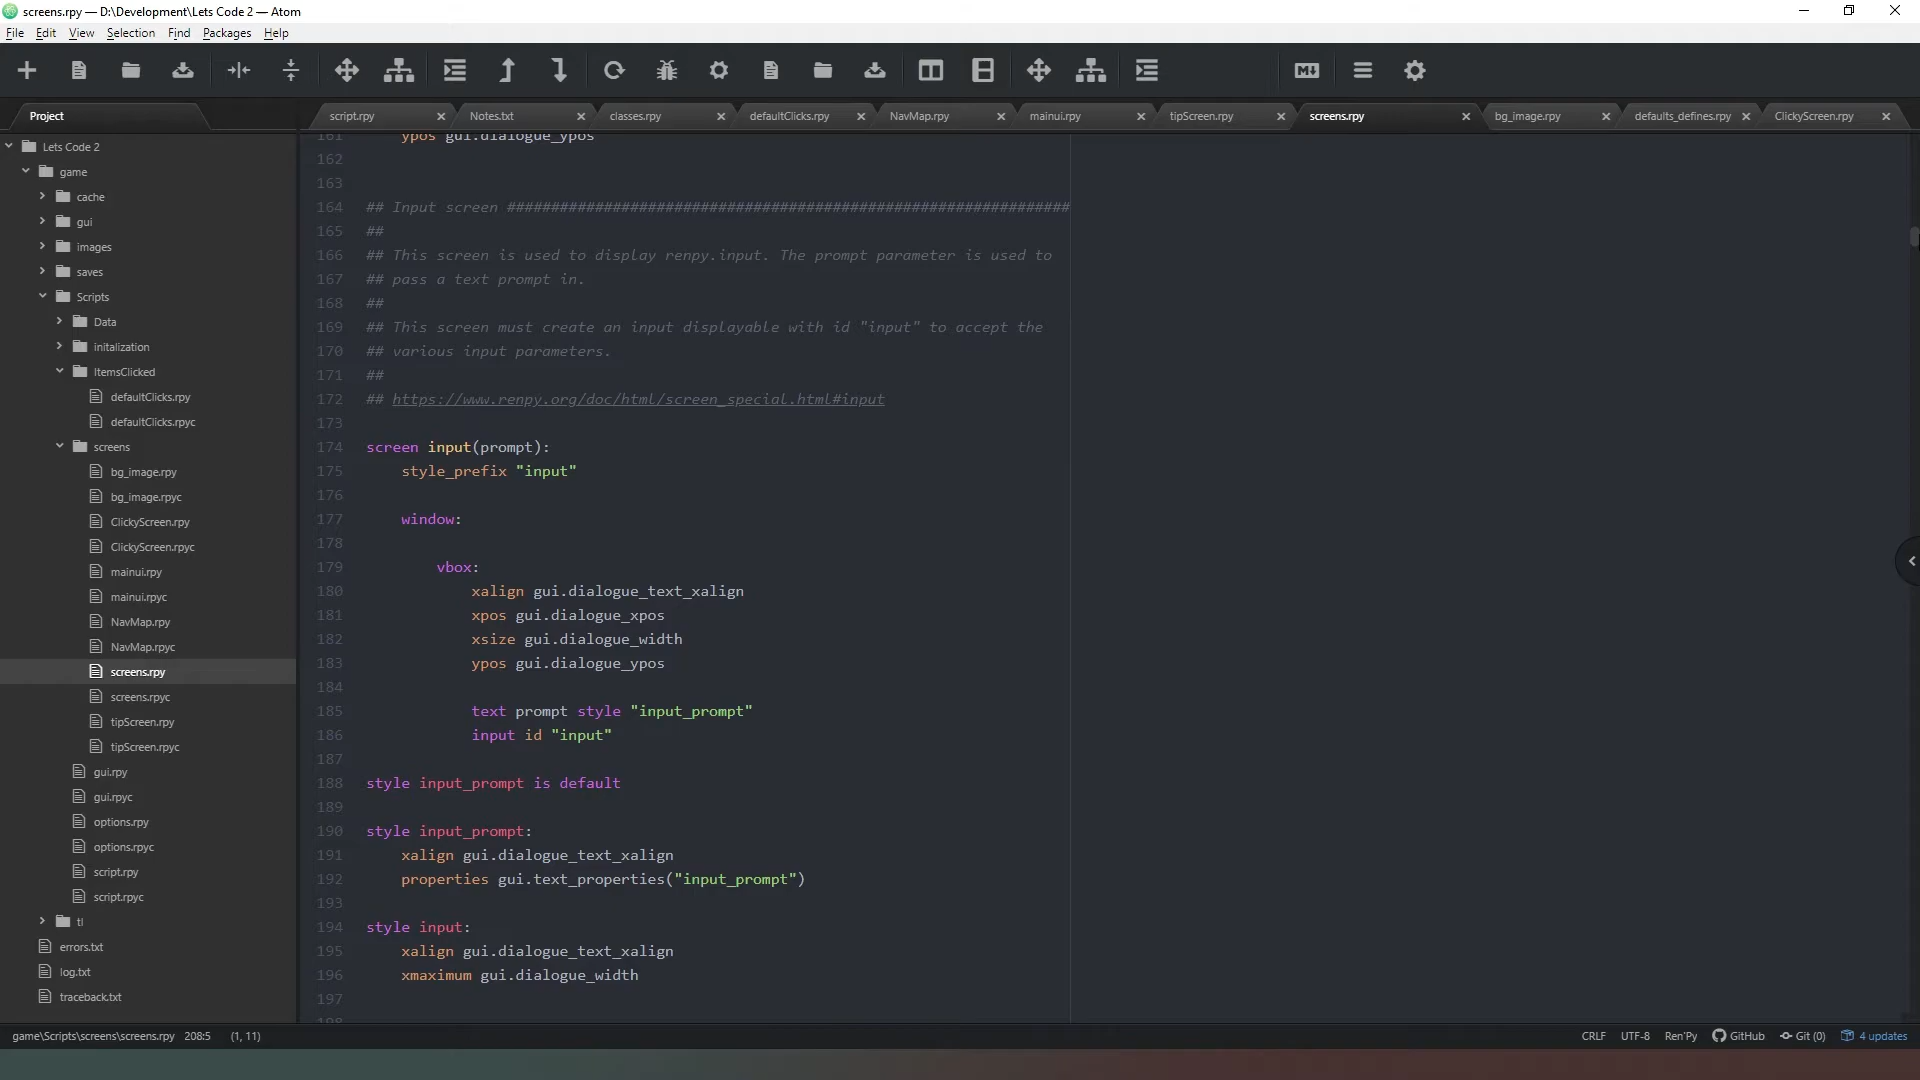 screens.rpy — D:\Development\Lets Code 2 — Atom
File Edit View Selection Find Packages Help
Project
script.rpy Notes.txt classes.rpy defaultClicks.rpy NavMap.rpy mainui.rpy tipScreen.rpy screens.rpy bg_image.rpy defaults_defines.rpy ClickyScreen.rpy
Lets Code 2
game
cache
gui
images
saves
Scripts
Data
initalization
ItemsClicked
defaultClicks.rpy
defaultClicks.rpyc
screens
bg_image.rpy
bg_image.rpyc
ClickyScreen.rpy
ClickyScreen.rpyc
mainui.rpy
mainui.rpyc
NavMap.rpy
NavMap.rpyc
screens.rpy
screens.rpyc
tipScreen.rpy
tipScreen.rpyc
gui.rpy
gui.rpyc
options.rpy
options.rpyc
script.rpy
script.rpyc
tl
errors.txt
log.txt
traceback.txt
161 ypos gui.dialogue_ypos
162
163
164 ## Input screen ################################################################
165 ##
166 ## This screen is used to display renpy.input. The prompt parameter is used to
167 ## pass a text prompt in.
168 ##
169 ## This screen must create an input displayable with id "input" to accept the
170 ## various input parameters.
171 ##
172 ## https://www.renpy.org/doc/html/screen_special.html#input
173
174 screen input(prompt):
175 style_prefix "input"
176
177 window:
178
179 vbox:
180 xalign gui.dialogue_text_xalign
181 xpos gui.dialogue_xpos
182 xsize gui.dialogue_width
183 ypos gui.dialogue_ypos
184
185 text prompt style "input_prompt"
186 input id "input"
187
188 style input_prompt is default
189
190 style input_prompt:
191 xalign gui.dialogue_text_xalign
192 properties gui.text_properties("input_prompt")
193
194 style input:
195 xalign gui.dialogue_text_xalign
196 xmaximum gui.dialogue_width
197
198
game\Scripts\screens\screens.rpy 208:5 (1, 11) CRLF UTF-8 Ren'Py GitHub Git (0) 4 updates